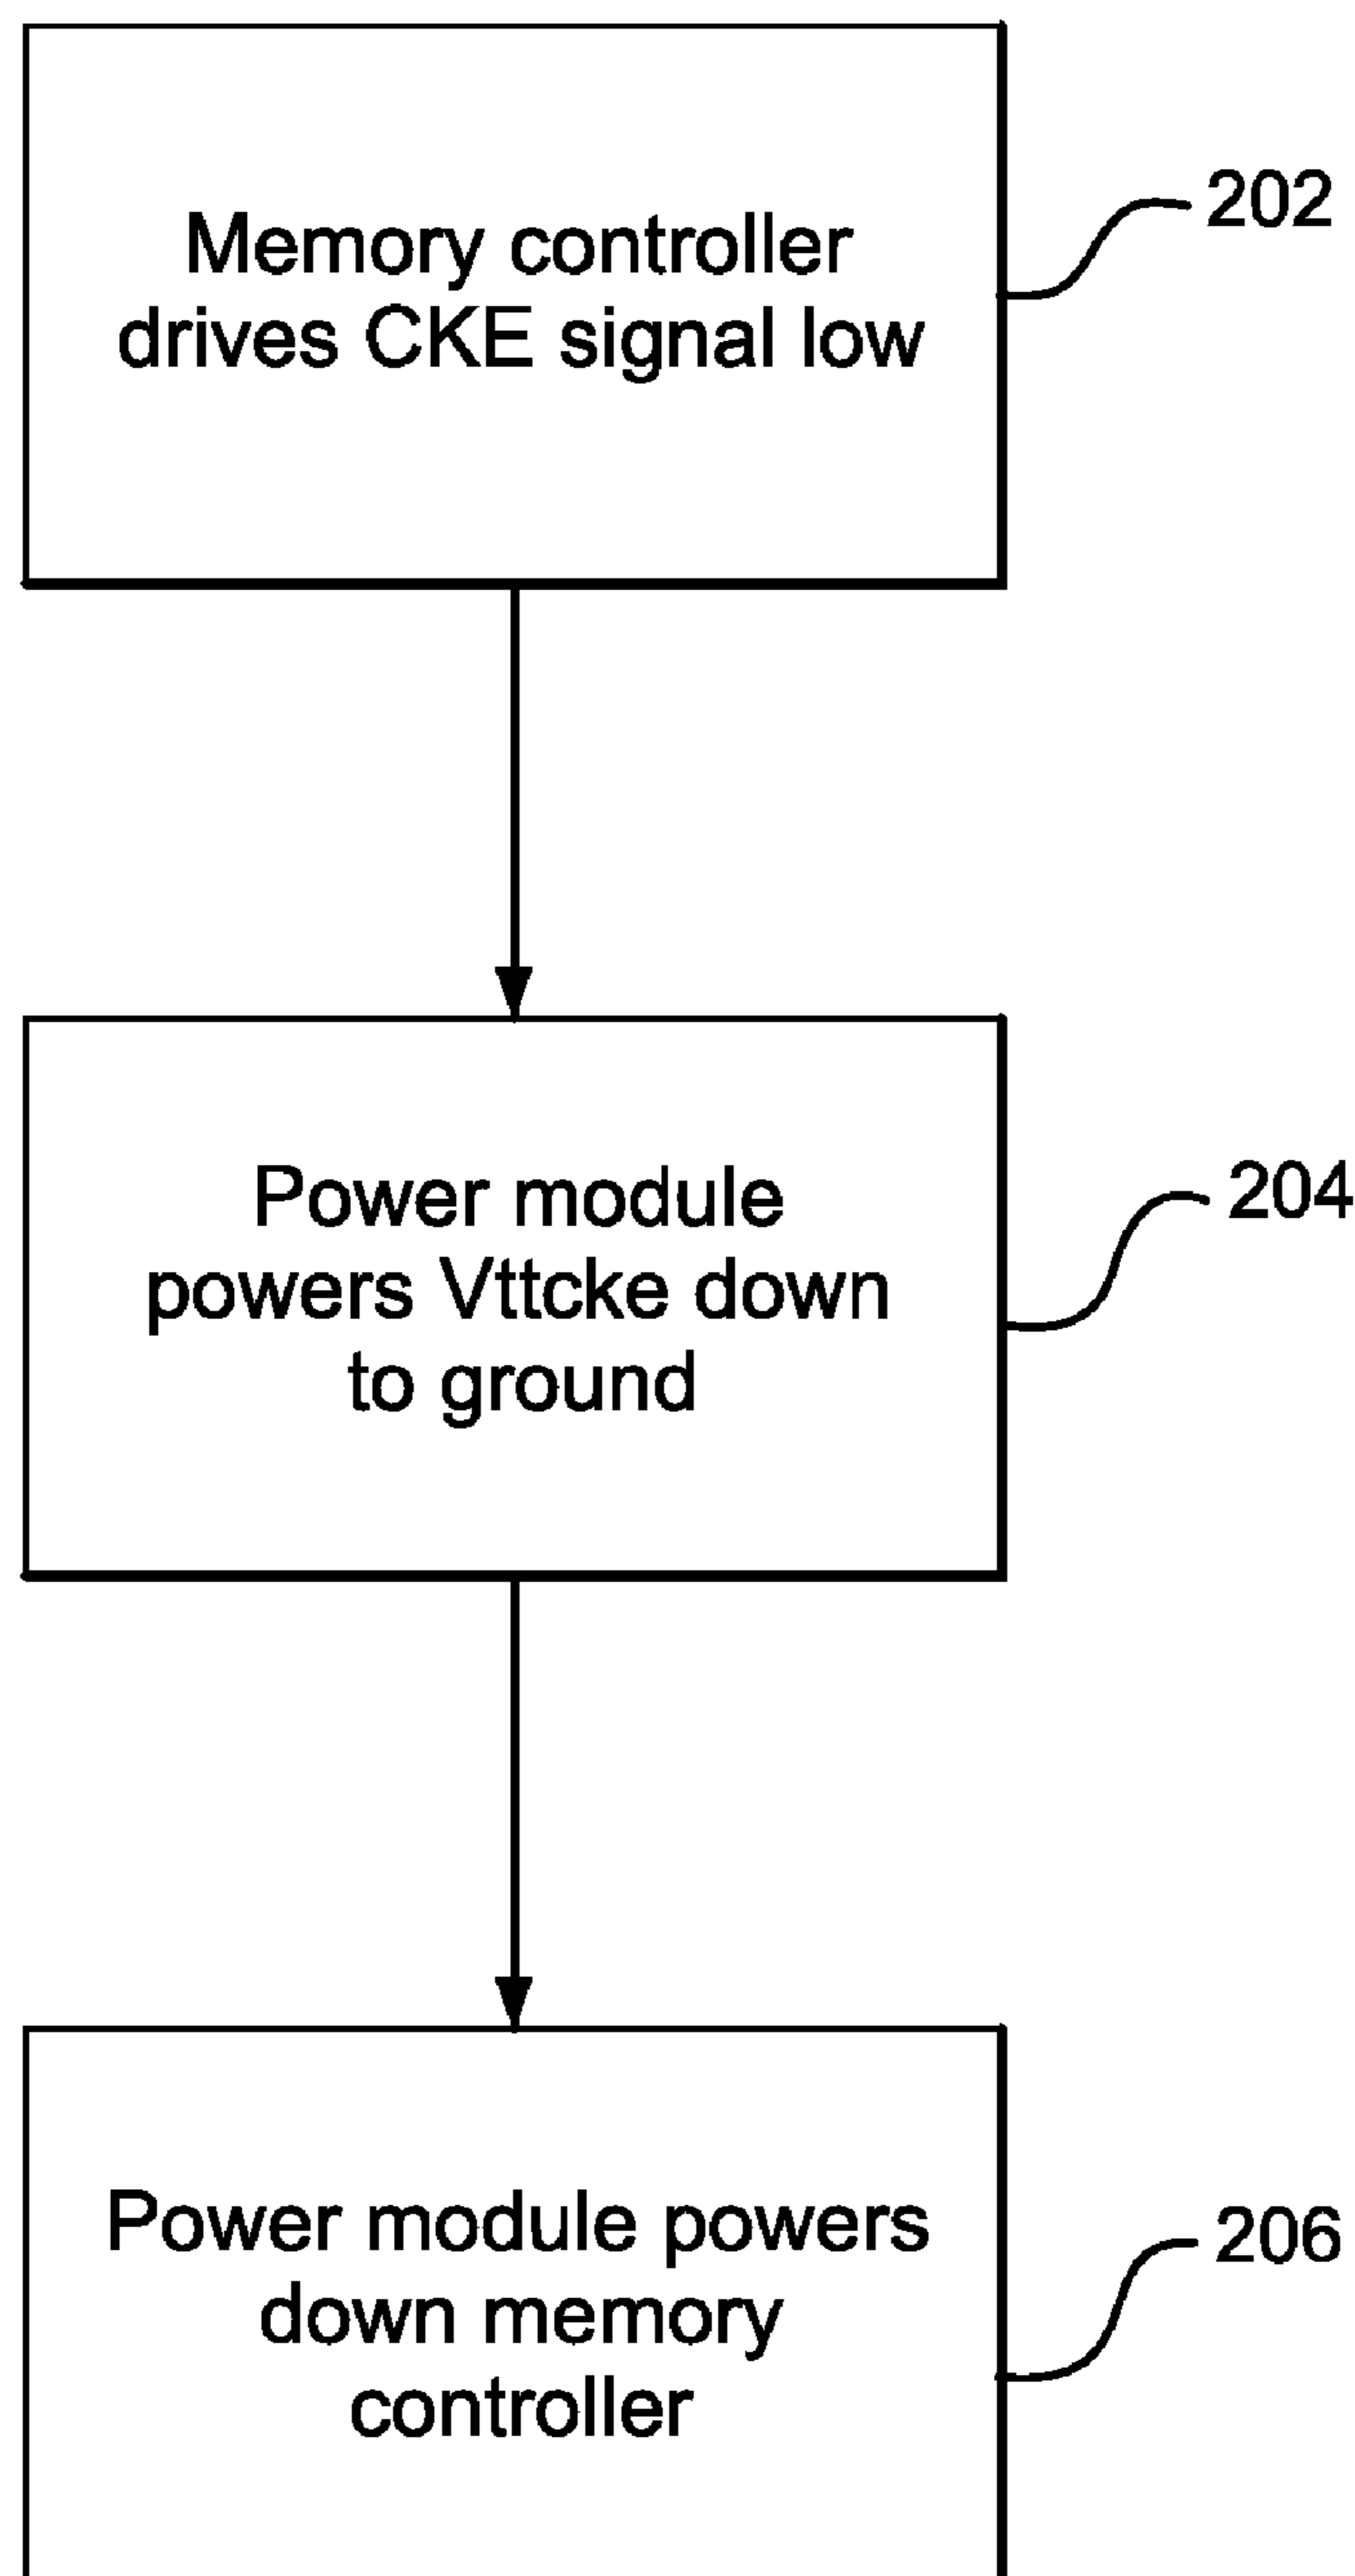 Memory controller
drives CKE signal low
202
Power module
powers Vttcke down
to ground
204
Power module powers
down memory
controller
206